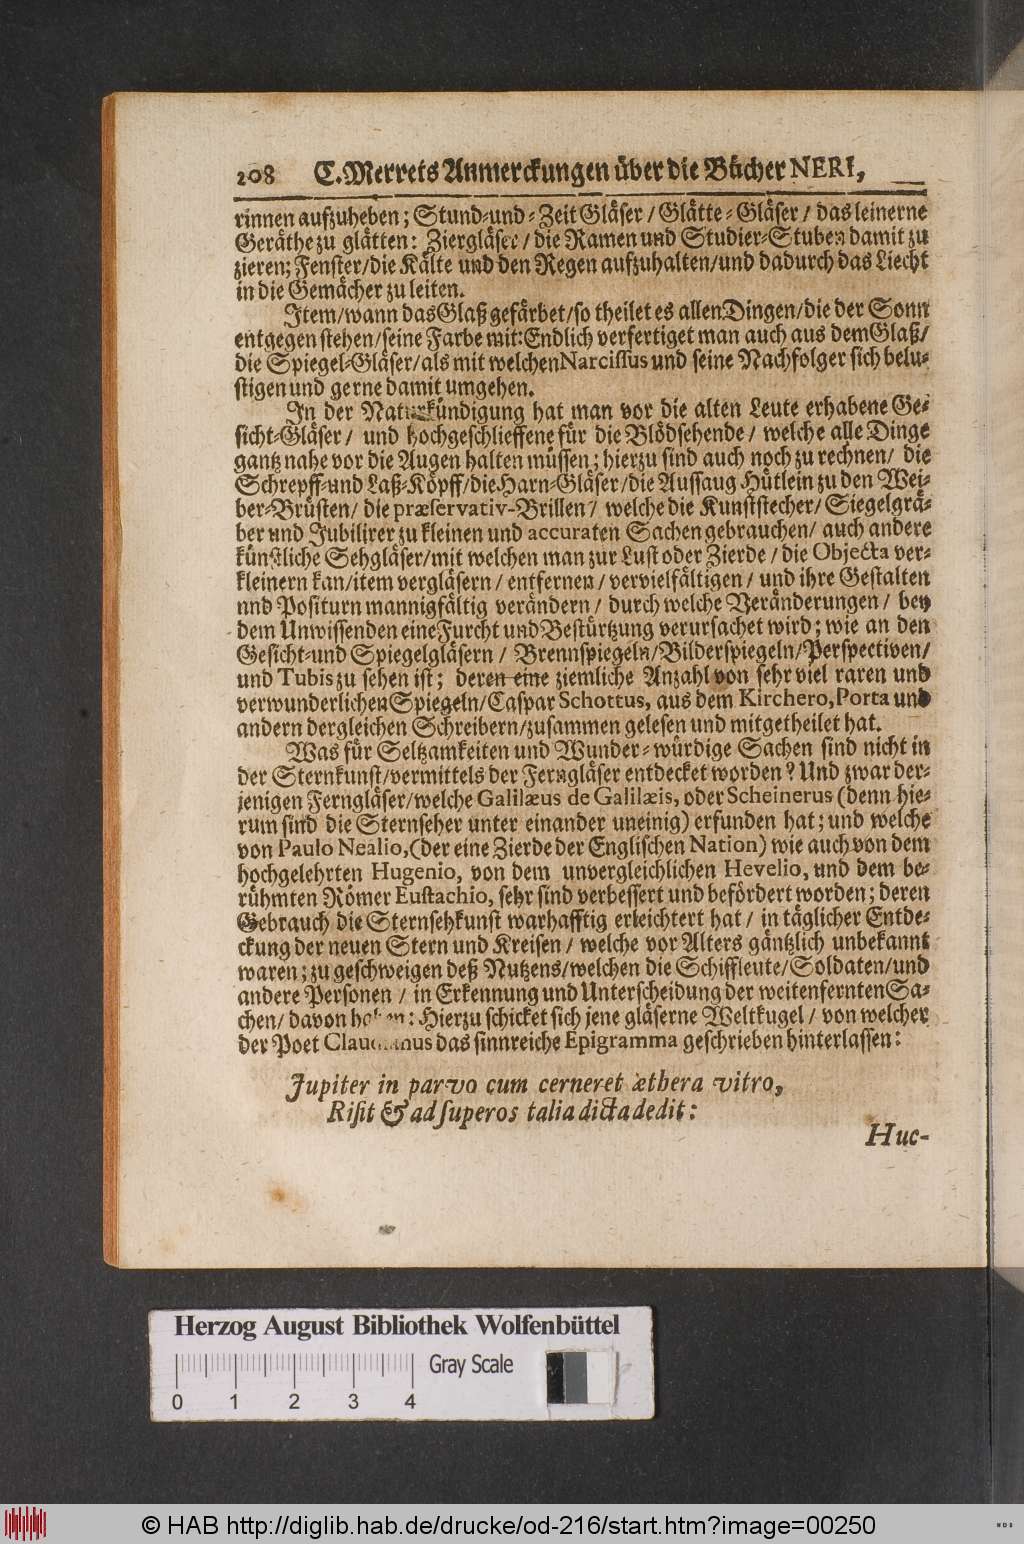 208 C. Merrets Anmerckungen über die Bücher NERI,
rinnen aufzuheben; Stund-und-Zeit Gläser / Glätte-Gläser / das leinerne
Geräthe zu glätten: Ziergläser / die Ramen und Studier-Stuben damit zu
zieren; Fenster/die Kälte und den Regen aufzuhalten/und dadurch das Liecht
in die Gemächer zu leiten.
Item/wann das Glaß gefärbet/so theilet es allen Dingen/die der Sonn
entgegen stehen/seine Farbe mit: Endlich verfertiget man auch aus dem Glaß/
die Spiegel-Gläser/als mit welchen Narcissus und seine Nachfolger sich belu-
stigen und gerne damit umgehen.
In der Naturkündigung hat man vor die alten Leute erhabene Ge-
sicht-Gläser / und hochgeschlieffene für die Blödsehende / welche alle Dinge
gantz nahe vor die Augen halten müssen; hierzu sind auch noch zu rechnen/ die
Schrepff-und Laß-Köpff/die Harn-Gläser/die Aussaug Hütlein zu den Wei-
ber-Brüsten/ die præservativ-Brillen / welche die Kunststecher/ Siegelgrä-
ber und Jubilirer zu kleinen und accuraten Sachen gebrauchen/ auch andere
künstliche Sehgläser/mit welchen man zur Lust oder Zierde / die Objecta ver-
kleinern kan/item vergläsern / entfernen / vervielfältigen / und ihre Gestalten
und Positurn mannigfältig verändern / durch welche Veränderungen / bey
dem Unwissenden eine Furcht und Bestürtzung verursachet wird; wie an den
Gesicht-und Spiegelgläsern / Brennspiegeln/Bilderspiegeln/Perspectiven/
und Tubis zu sehen ist; deren eine ziemliche Anzahl von sehr viel raren und
verwunderlichen Spiegeln/Caspar Schottus, aus dem Kirchero, Porta und
andern dergleichen Schreibern/zusammen gelesen und mitgetheilet hat.
Was für Seltzamkeiten und Wunder-würdige Sachen sind nicht in
der Sternkunst/vermittels der Ferngläser entdecket worden? Und zwar der-
jenigen Ferngläser/welche Galilæus de Galilæis, oder Scheinerus (denn hie-
rum sind die Sternseher unter einander uneinig) erfunden hat; und welche
von Paulo Nealio, (der eine Zierde der Englischen Nation) wie auch von dem
hochgelehrten Hugenio, von dem unvergleichlichen Hevelio, und dem be-
rühmten Römer Eustachio, sehr sind verbessert und befördert worden; deren
Gebrauch die Sternsehkunst warhafftig erleichtert hat / in täglicher Entde-
ckung der neuen Stern und Kreisen / welche vor Alters gäntzlich unbekannt
waren; zu geschweigen deß Nutzens/welchen die Schiffleute/Soldaten/und
andere Personen / in Erkennung und Unterscheidung der weitenfernten Sa-
chen/ davon haben: Hierzu schicket sich jene gläserne Weltkugel / von welcher
der Poet Claudianus das sinnreiche Epigramma geschrieben hinterlassen:
Jupiter in parvo cum cerneret æthera vitro,
Risit & ad superos talia dicta dedit:
Huc-
Herzog August Bibliothek Wolfenbüttel
Gray Scale
0 1 2 3 4
© HAB http://diglib.hab.de/drucke/od-216/start.htm?image=00250